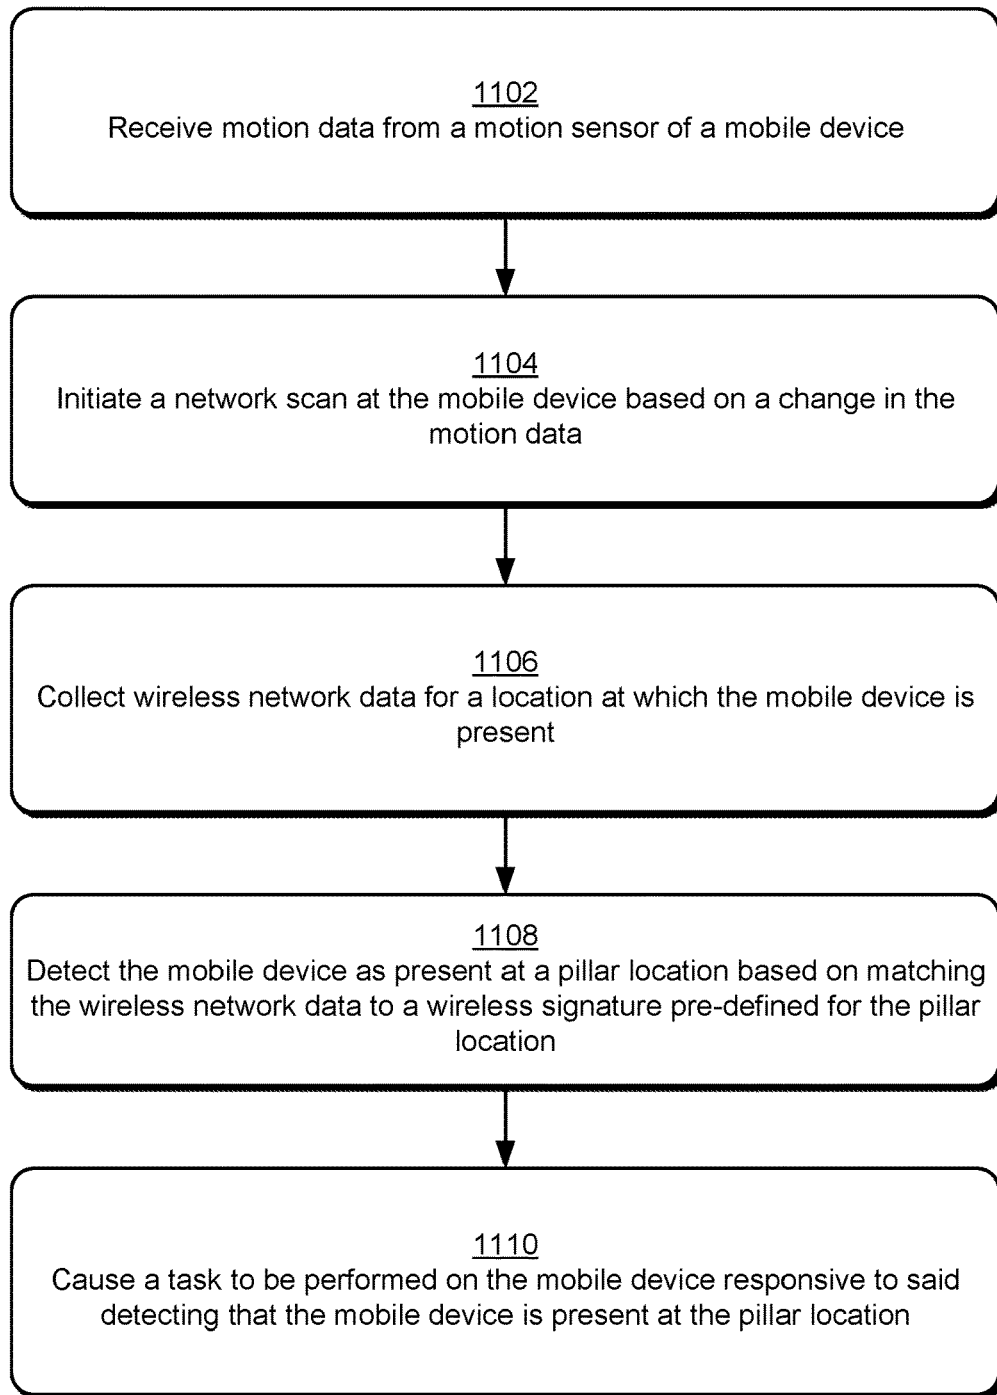 1102
Receive motion data from a motion sensor of a mobile device
1104
Initiate a network scan at the mobile device based on a change in the
motion data
1106
Collect wireless network data for a location at which the mobile device is
present
1108
Detect the mobile device as present at a pillar location based on matching
the wireless network data to a wireless signature pre-defined for the pillar
location
1110
Cause a task to be performed on the mobile device responsive to said
detecting that the mobile device is present at the pillar location